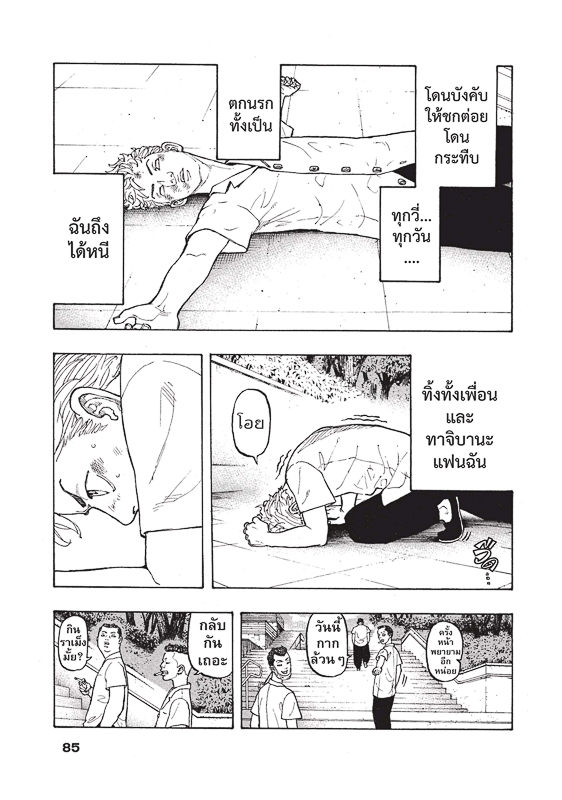 โดนบังคับ
ให้ชกต่อย
โดน
กระทืบ
ทุกวี่...
ทุกวัน
....
ตกนรก
ทั้งเป็น
ฉันถึง
ได้หนี
ทิ้งทั้งเพื่อน
และ
ทาจิบานะ
แฟนฉัน
โอย
ครั้ง
หน้า
พยายาม
อีก
หน่อย
วันนี้
กาก
ล้วนๆ
กลับ
กัน
เถอะ
กิน
ราเม็ง
มั้ย?
85